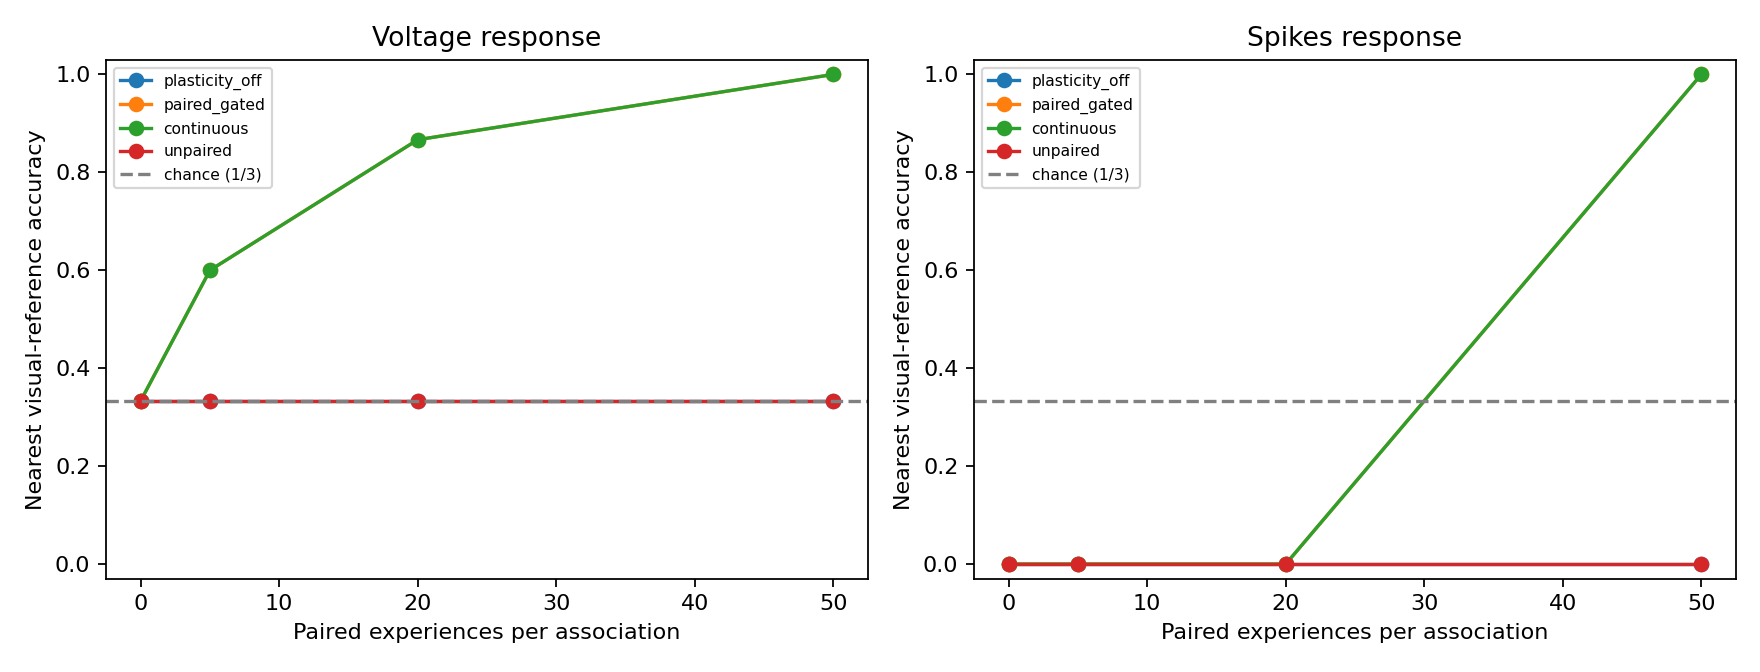 Voltage response
1.0
0.8
0.6
0.4
0.2
0.0
Nearest visual-reference accuracy
plasticity_off
paired_gated
continuous
unpaired
chance (1/3)
0 10 20 30 40 50
Paired experiences per association
Spikes response
1.0
0.8
0.6
0.4
0.2
0.0
Nearest visual-reference accuracy
plasticity_off
paired_gated
continuous
unpaired
chance (1/3)
0 10 20 30 40 50
Paired experiences per association